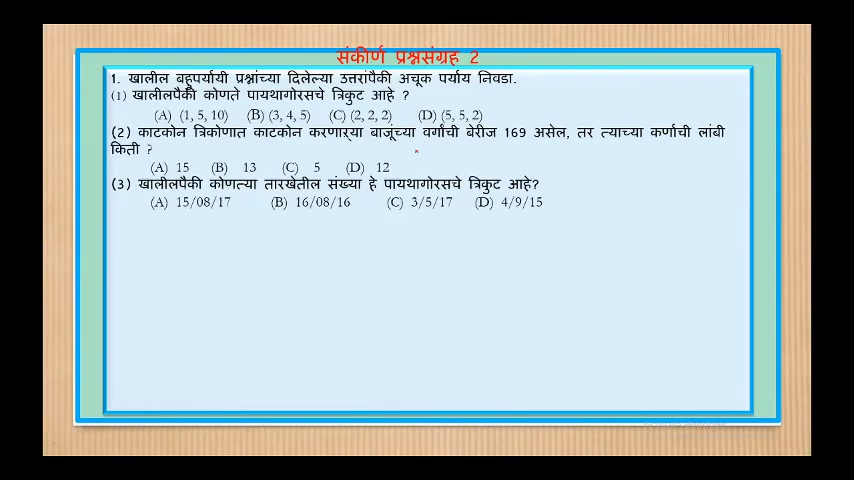 संकीर्ण प्रश्नसंग्रह 2
1. खालील बहुपर्यायी प्रश्नांच्या दिलेल्या उत्तरांपैकी अचूक पर्याय निवडा.
(1) खालीलपैकी कोणते पायथागोरसचे त्रिकुट आहे ?
(A) (1, 5, 10) (B) (3, 4, 5) (C) (2, 2, 2) (D) (5, 5, 2)
(2) काटकोन त्रिकोणात काटकोन करणाऱ्या बाजूंच्या वर्गांची बेरीज 169 असेल, तर त्याच्या कर्णाची लांबी
किती ?
(A) 15 (B) 13 (C) 5 (D) 12
(3) खालीलपैकी कोणत्या तारखेतील संख्या हे पायथागोरसचे त्रिकुट आहे?
(A) 15/08/17 (B) 16/08/16 (C) 3/5/17 (D) 4/9/15